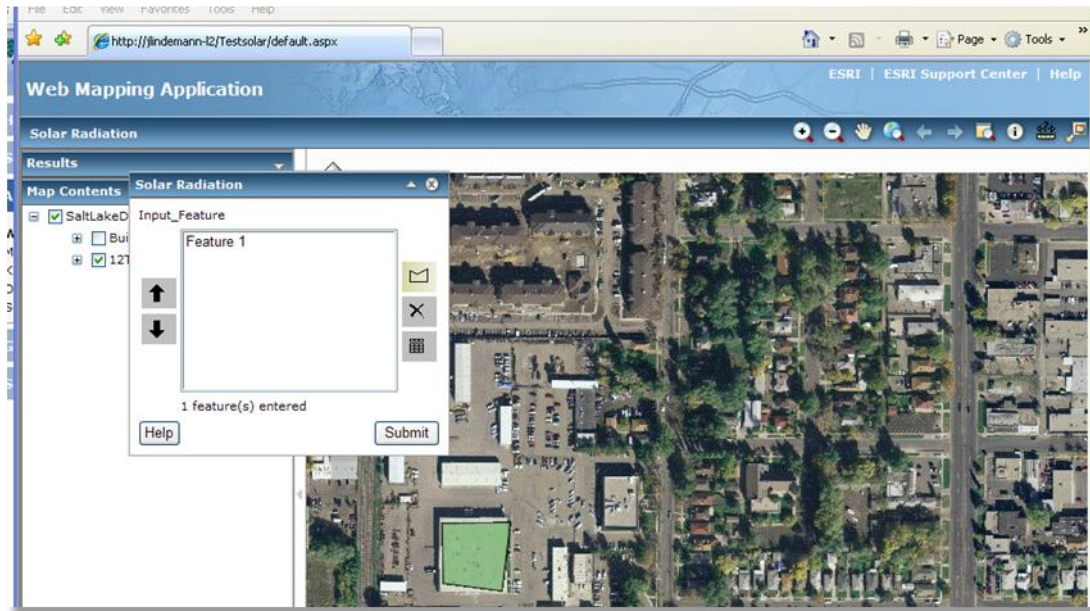 File Edit View Favorites Tools Help
http://jlindemann-l2/Testsolar/default.aspx
Page Tools »
ESRI | ESRI Support Center | Help
Web Mapping Application
Solar Radiation
Results
Map Contents
Solar Radiation
SaltLakeD
Input_Feature
Bui
Feature 1
12T
1 feature(s) entered
Help
Submit